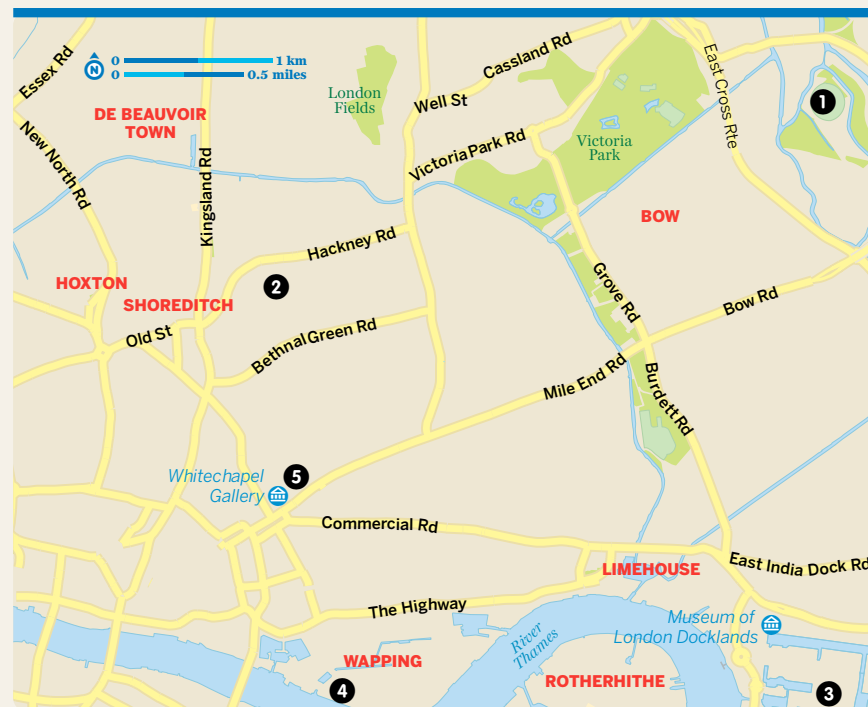 Essex Rd
N
0 1 km
0 0.5 miles
London
Fields
Cassland Rd
Well St
East Cross Rte
1
DE BEAUVOIR
TOWN
New North Rd
Kingsland Rd
Victoria Park Rd
Victoria
Park
BOW
Hackney Rd
HOXTON
2
SHOREDITCH
Old St
Bethnal Green Rd
Grove Rd
Bow Rd
Mile End Rd
Burdett Rd
Whitechapel
Gallery
5
Commercial Rd
LIMEHOUSE
East India Dock Rd
The Highway
Museum of
London Docklands
River
Thames
WAPPING
4
ROTHERHITHE
3